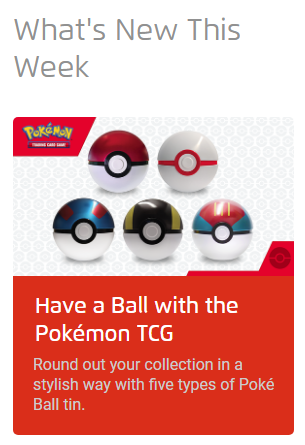 What's New This
Week
POKéMON
TRADING CARD GAME
Have a Ball with the
Pokémon TCG
Round out your collection in a
stylish way with five types of Poké
Ball tin.